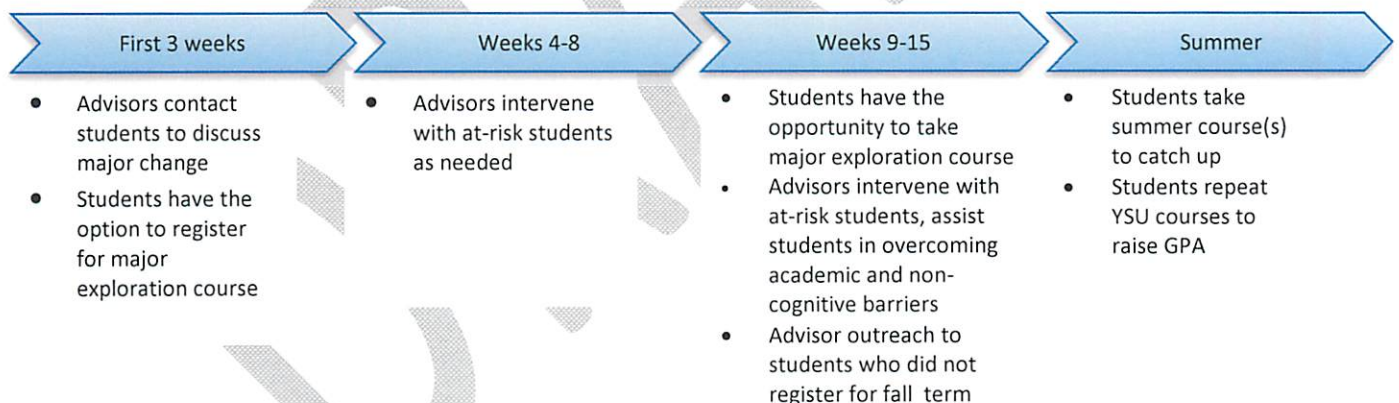 First 3 weeks
Weeks 4-8
Weeks 9-15
Summer
• Advisors contact
students to discuss
major change
• Students have the
option to register
for major
exploration course
• Advisors intervene
with at-risk students
as needed
• Students have the
opportunity to take
major exploration course
• Advisors intervene with
at-risk students, assist
students in overcoming
academic and non-
cognitive barriers
• Advisor outreach to
students who did not
register for fall term
• Students take
summer course(s)
to catch up
• Students repeat
YSU courses to
raise GPA